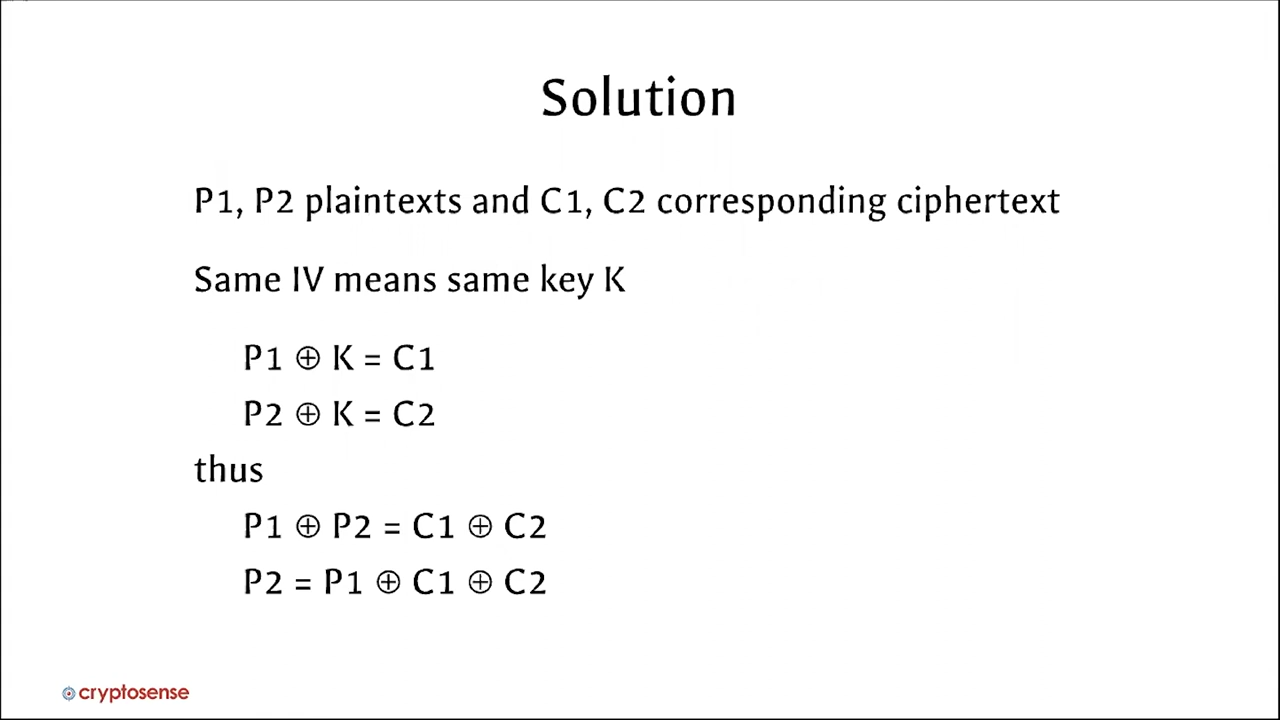 Solution
P1, P2 plaintexts and C1, C2 corresponding ciphertext
Same IV means same key K
P1 ⊕ K = C1
P2 ⊕ K = C2
thus
P1 ⊕ P2 = C1 ⊕ C2
P2 = P1 ⊕ C1 ⊕ C2
cryptosense